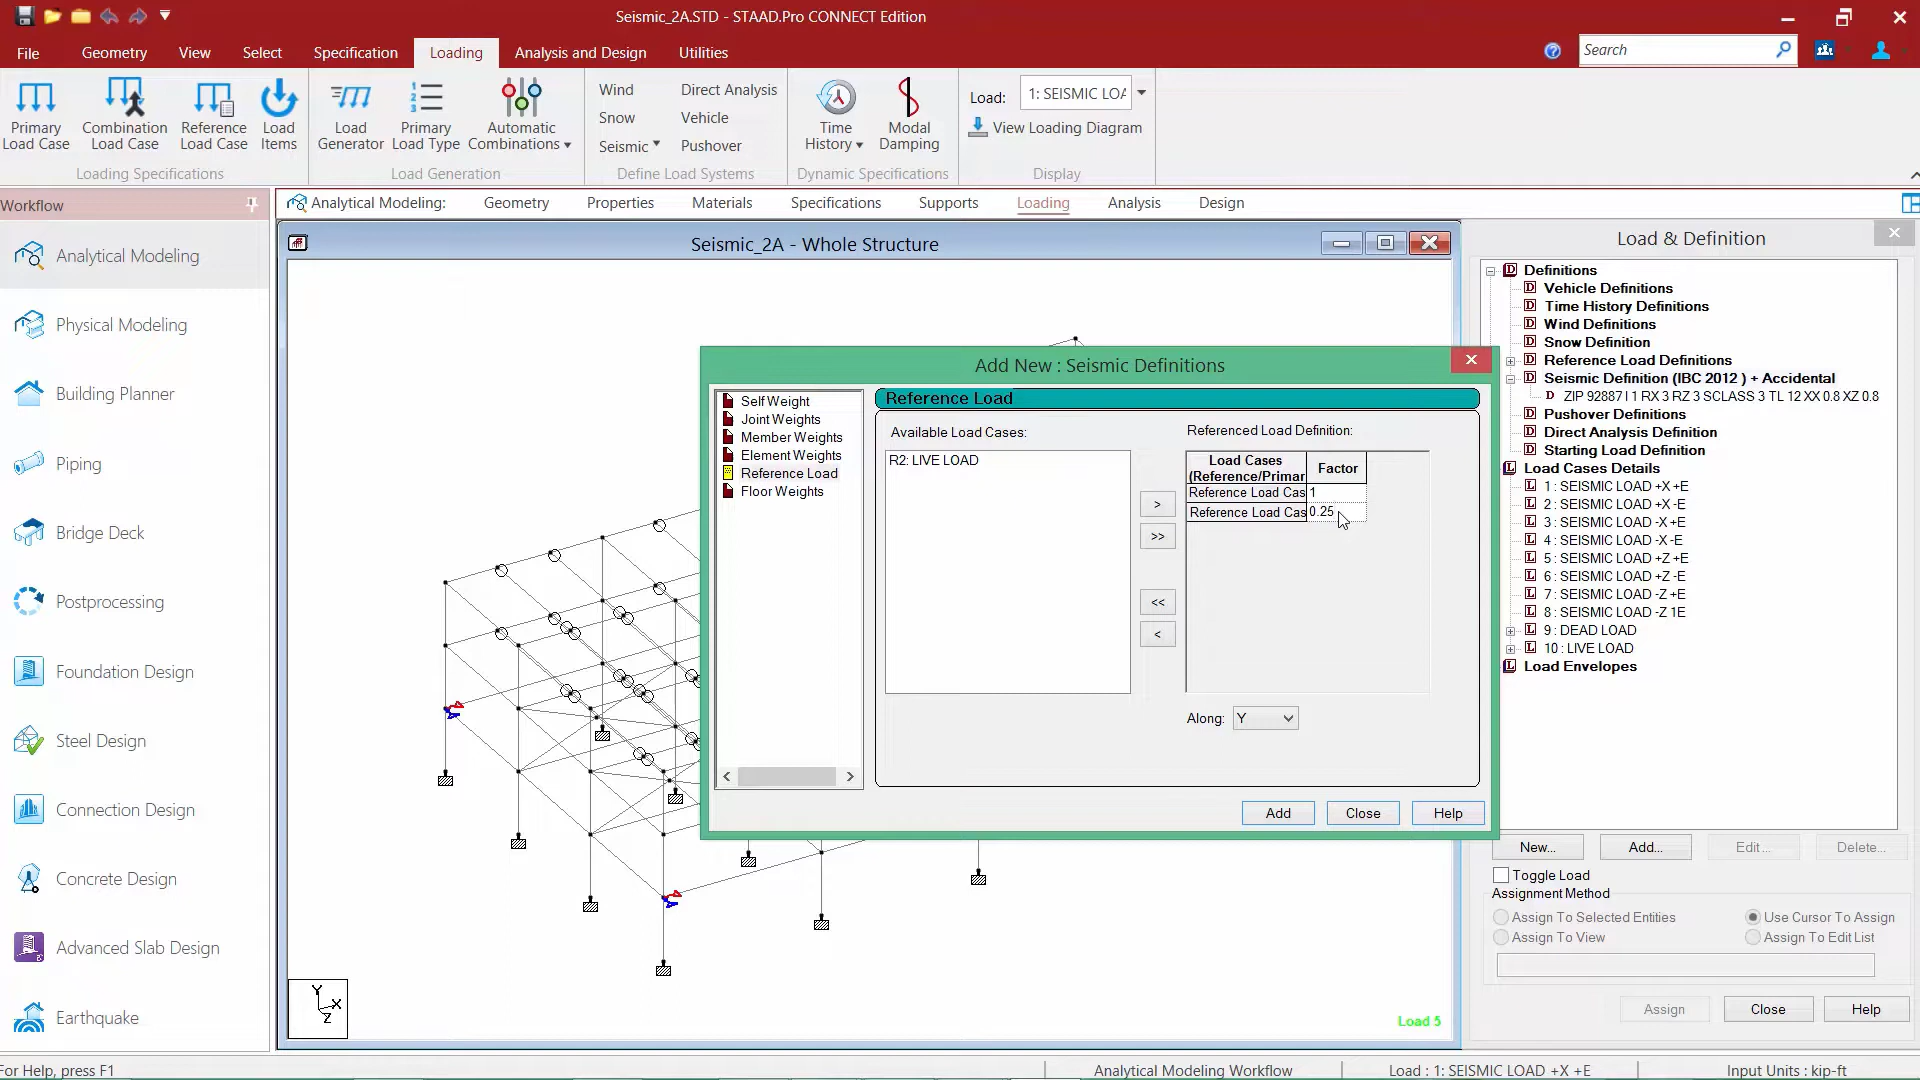 Seismic_2A.STD - STAAD.Pro CONNECT Edition
File Geometry View Select Specification Loading Analysis and Design Utilities
Search
Primary Load Case
Combination Load Case
Reference Load Case
Load Items
Loading Specifications
Load Generator
Primary Load Type
Automatic Combinations
Load Generation
Wind
Snow
Seismic
Direct Analysis
Vehicle
Pushover
Define Load Systems
Time History
Modal Damping
Dynamic Specifications
Load: 1: SEISMIC LOA
View Loading Diagram
Display
Workflow
Analytical Modeling: Geometry Properties Materials Specifications Supports Loading Analysis Design
Analytical Modeling
Physical Modeling
Building Planner
Piping
Bridge Deck
Postprocessing
Foundation Design
Steel Design
Connection Design
Concrete Design
Advanced Slab Design
Earthquake
Seismic_2A - Whole Structure
Y
X
Z
Load 5
Add New : Seismic Definitions
Self Weight
Joint Weights
Member Weights
Element Weights
Reference Load
Floor Weights
Reference Load
Available Load Cases:
R2: LIVE LOAD
>
>>
<<
<
Referenced Load Definition:
Load Cases (Reference/Primar Factor
Reference Load Cas 1
Reference Load Cas 0.25
Along: Y
Add Close Help
Load & Definition
Definitions
Vehicle Definitions
Time History Definitions
Wind Definitions
Snow Definition
Reference Load Definitions
Seismic Definition (IBC 2012 ) + Accidental
ZIP 92887 I 1 RX 3 RZ 3 SCLASS 3 TL 12 XX 0.8 XZ 0.8
Pushover Definitions
Direct Analysis Definition
Starting Load Definition
Load Cases Details
1 : SEISMIC LOAD +X +E
2 : SEISMIC LOAD +X -E
3 : SEISMIC LOAD -X +E
4 : SEISMIC LOAD -X -E
5 : SEISMIC LOAD +Z +E
6 : SEISMIC LOAD +Z -E
7 : SEISMIC LOAD -Z +E
8 : SEISMIC LOAD -Z 1E
9 : DEAD LOAD
10 : LIVE LOAD
Load Envelopes
New... Add... Edit... Delete...
Toggle Load
Assignment Method
Assign To Selected Entities Use Cursor To Assign
Assign To View Assign To Edit List
Assign Close Help
For Help, press F1 Analytical Modeling Workflow Load : 1: SEISMIC LOAD +X +E Input Units : kip-ft